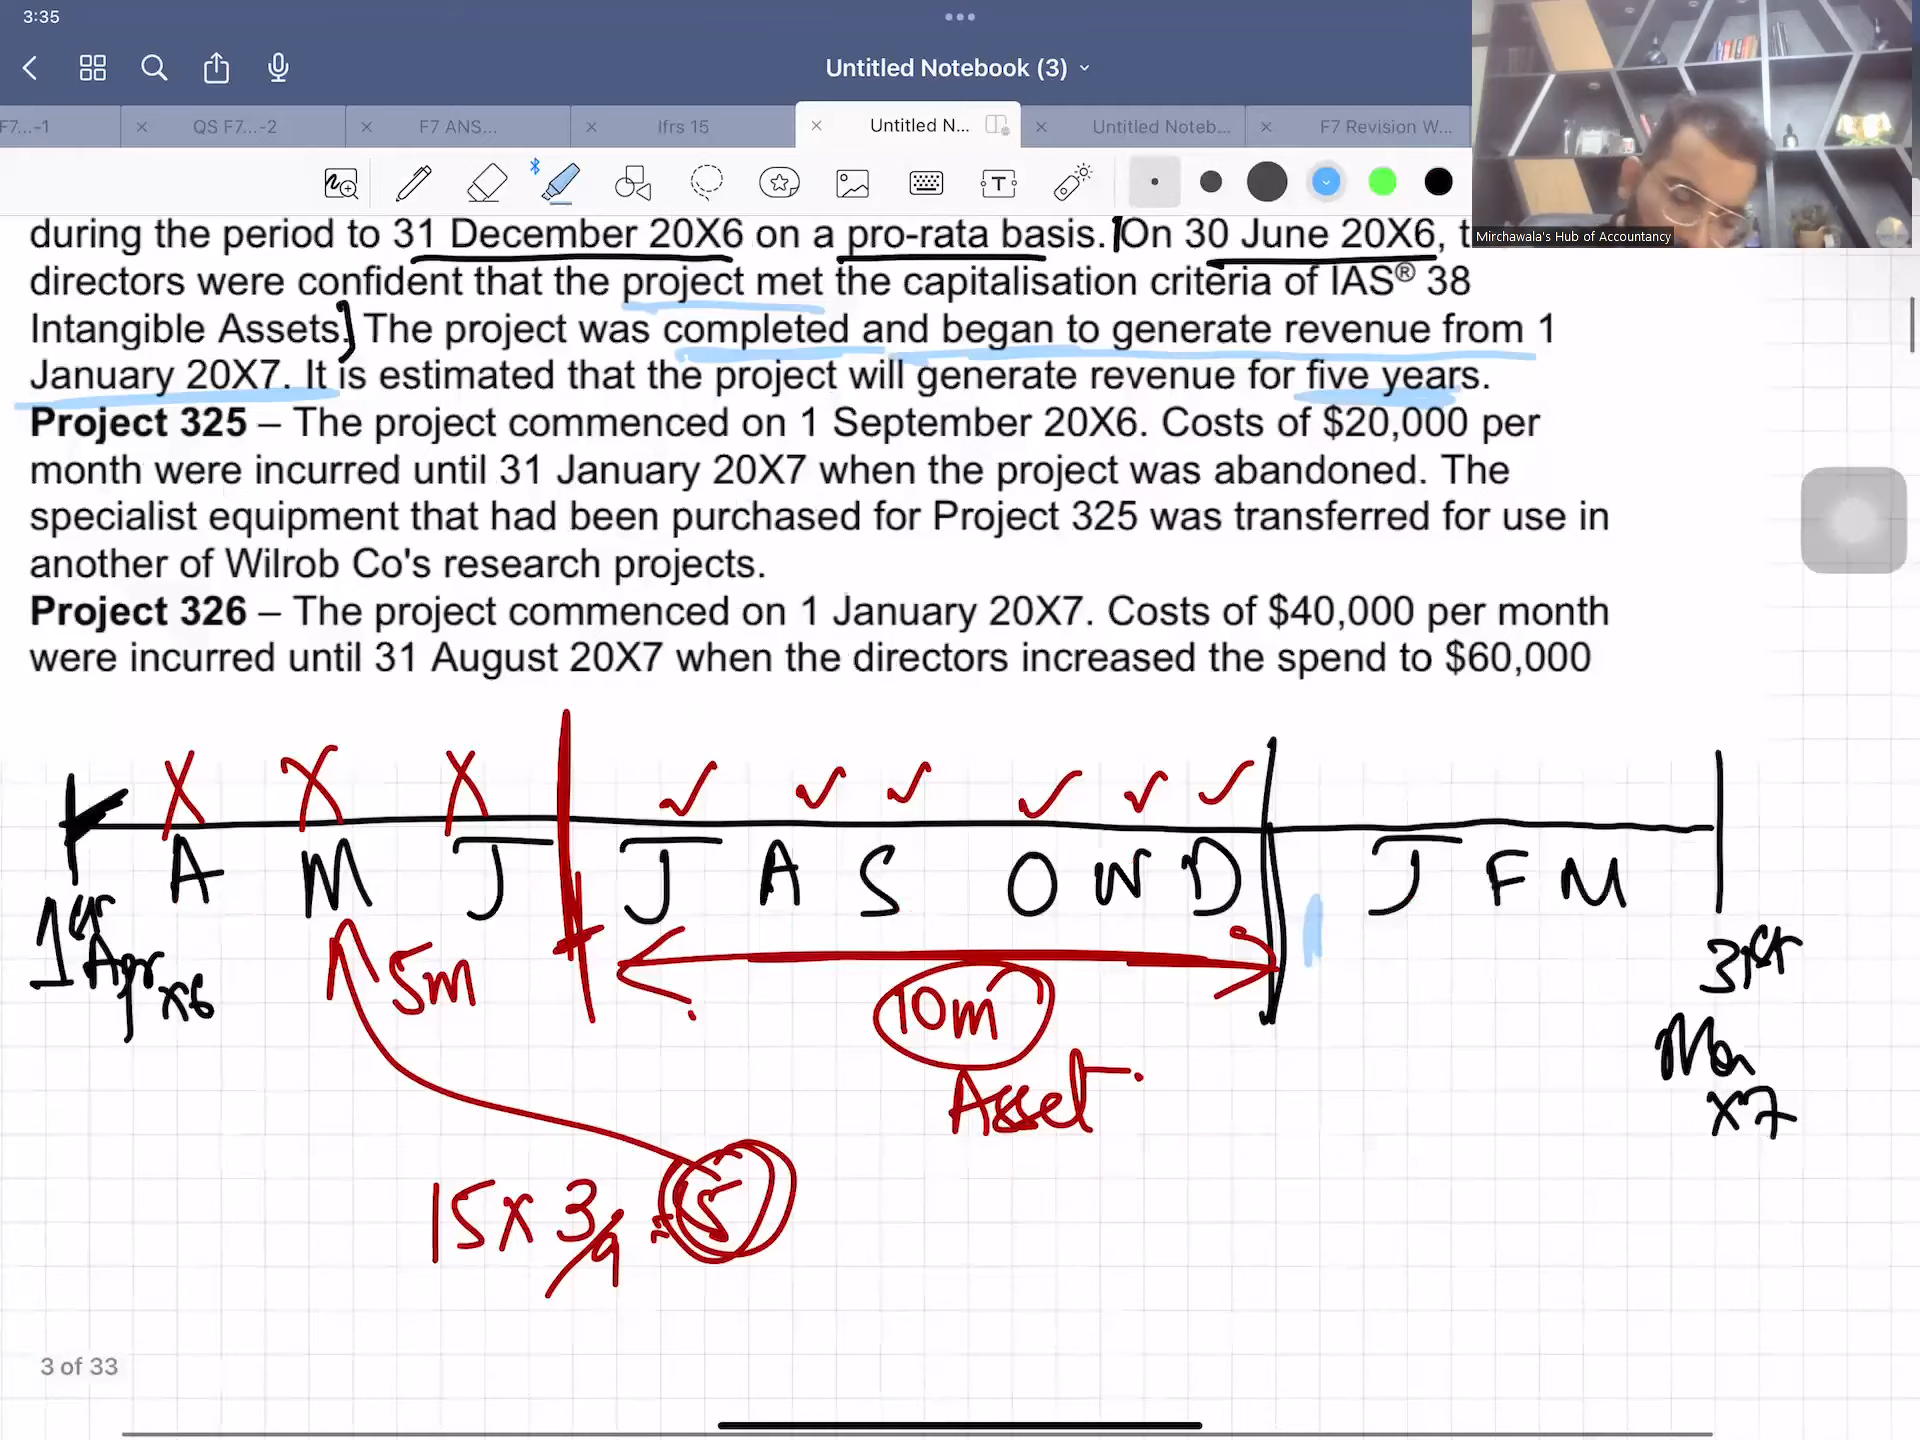 3:35
Untitled Notebook (3)
F7...-1
QS F7...-2
F7 ANS...
Ifrs 15
Untitled N...
Untitled Noteb...
F7 Revision W...
Mirchawala's Hub of Accountancy
during the period to 31 December 20X6 on a pro-rata basis. On 30 June 20X6, t
directors were confident that the project met the capitalisation criteria of IAS® 38
Intangible Assets. The project was completed and began to generate revenue from 1
January 20X7. It is estimated that the project will generate revenue for five years.
Project 325 – The project commenced on 1 September 20X6. Costs of $20,000 per
month were incurred until 31 January 20X7 when the project was abandoned. The
specialist equipment that had been purchased for Project 325 was transferred for use in
another of Wilrob Co's research projects.
Project 326 – The project commenced on 1 January 20X7. Costs of $40,000 per month
were incurred until 31 August 20X7 when the directors increased the spend to $60,000
X X X ✓ ✓ ✓ ✓ ✓ ✓
A M J J A S O N D J F M
1st
Apr
x6
5m
10m
Asset
31st
Mar
x7
15 x 3/9 = 5
3 of 33